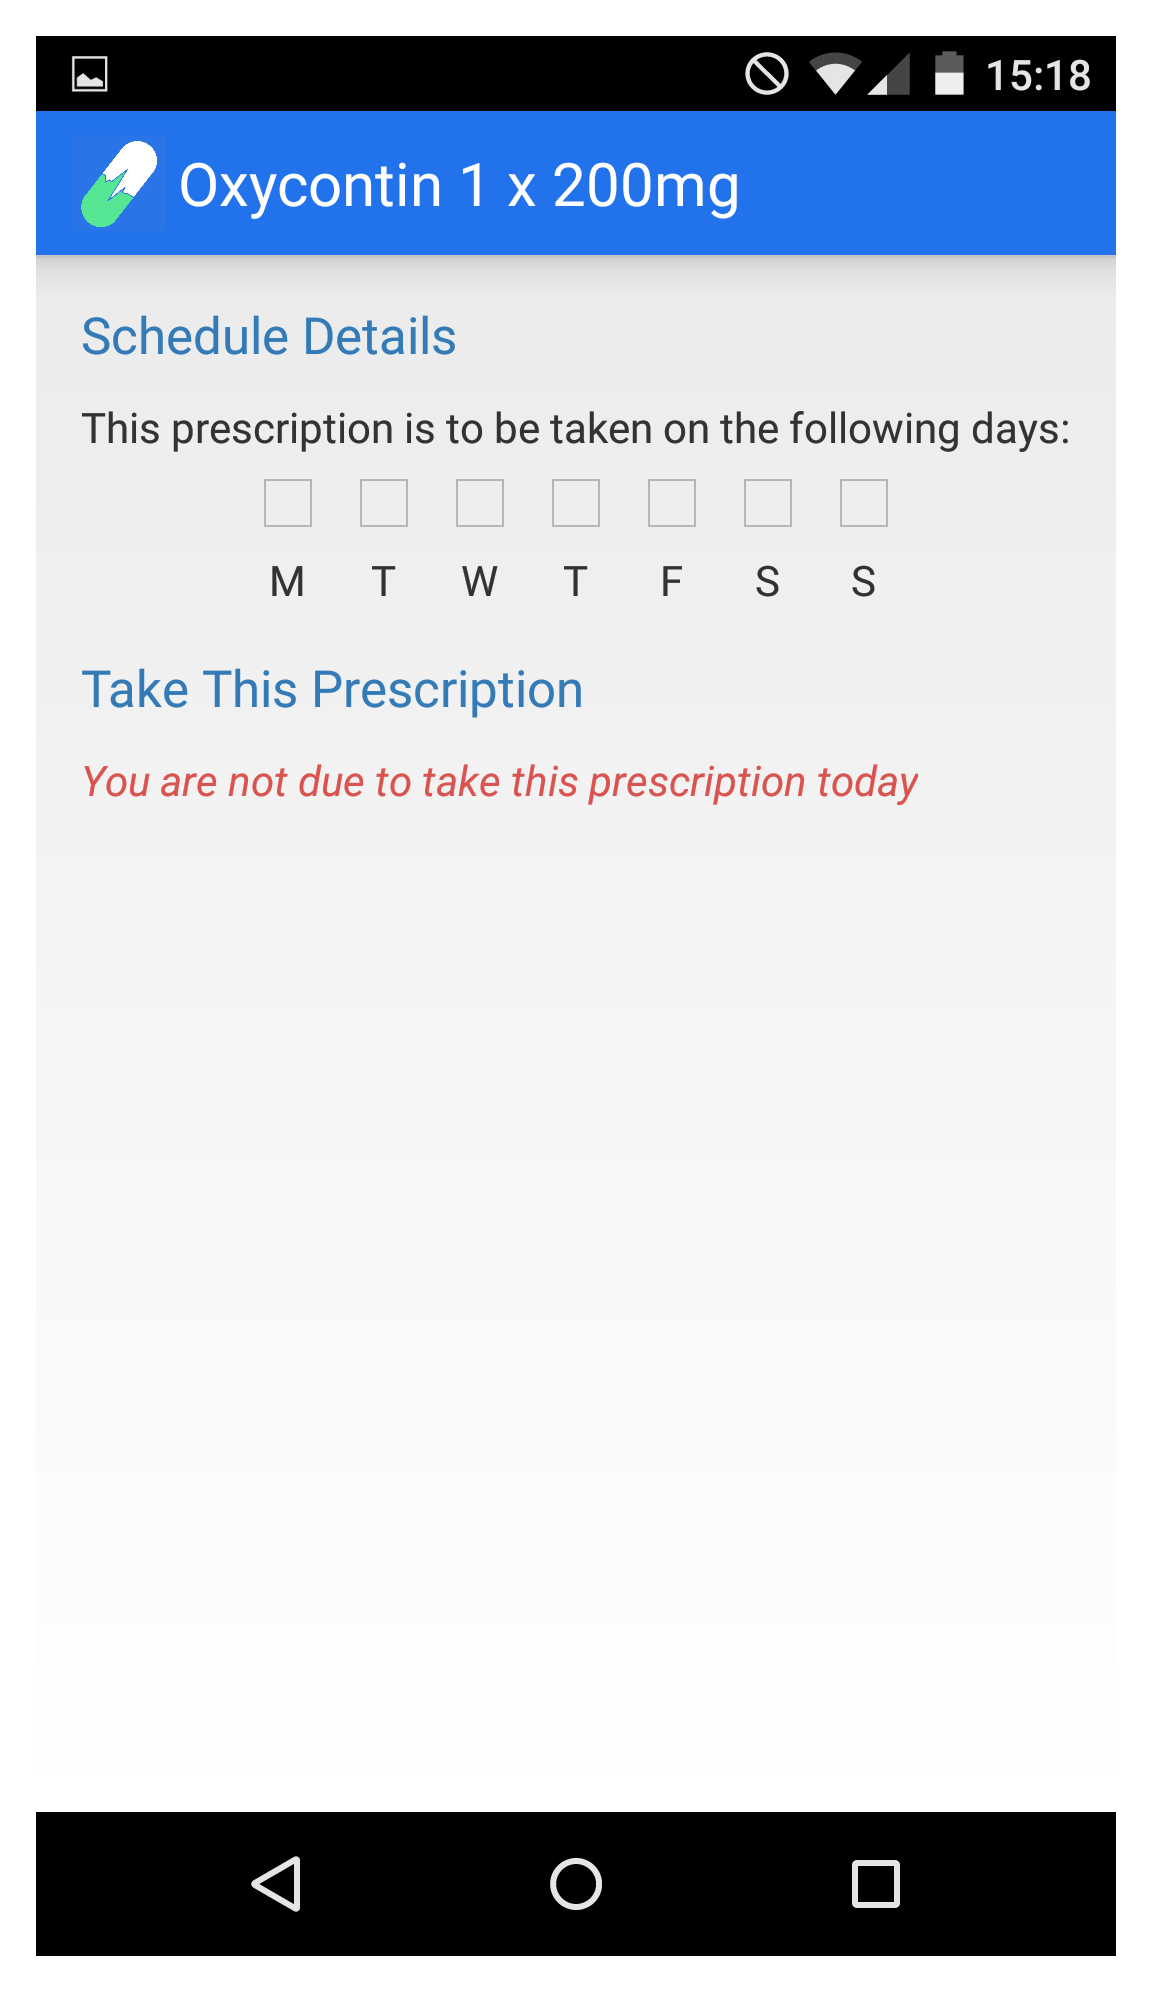 15:18
Oxycontin 1 x 200mg
Schedule Details
This prescription is to be taken on the following days:
M T W T F S S
Take This Prescription
You are not due to take this prescription today